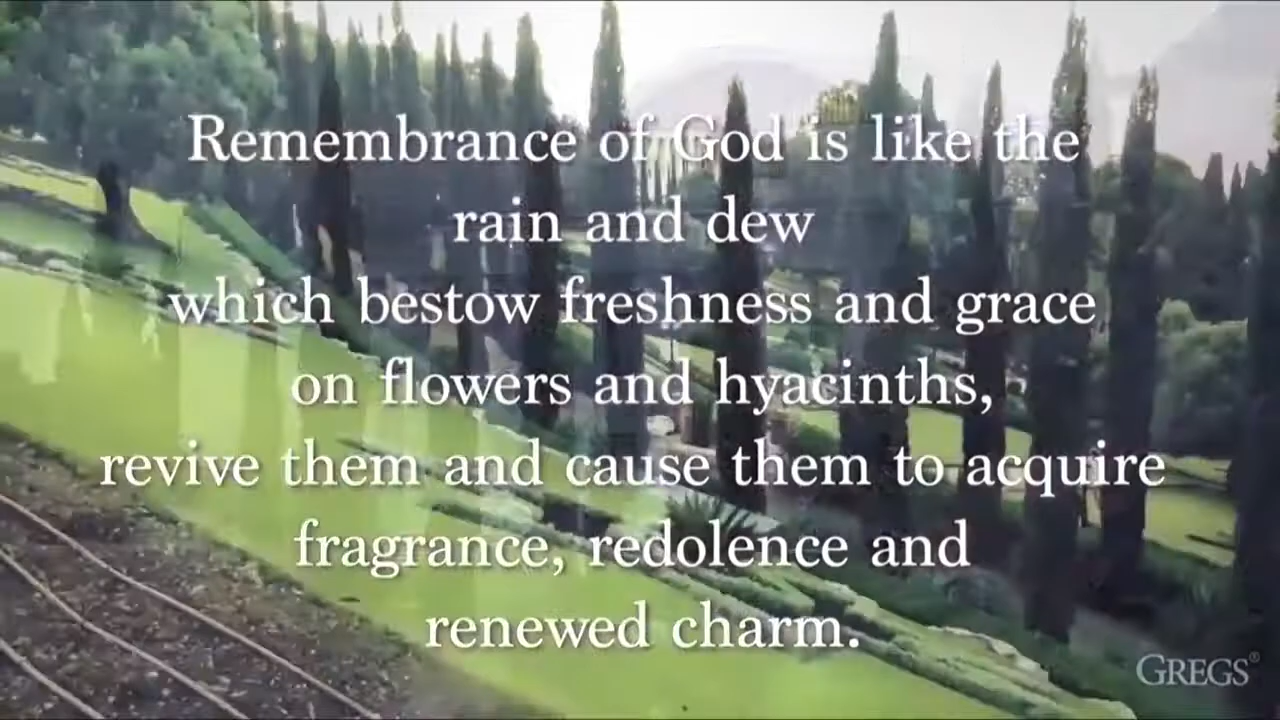 Remembrance of God is like the
rain and dew
which bestow freshness and grace
on flowers and hyacinths,
revive them and cause them to acquire
fragrance, redolence and
renewed charm.
GREGS®